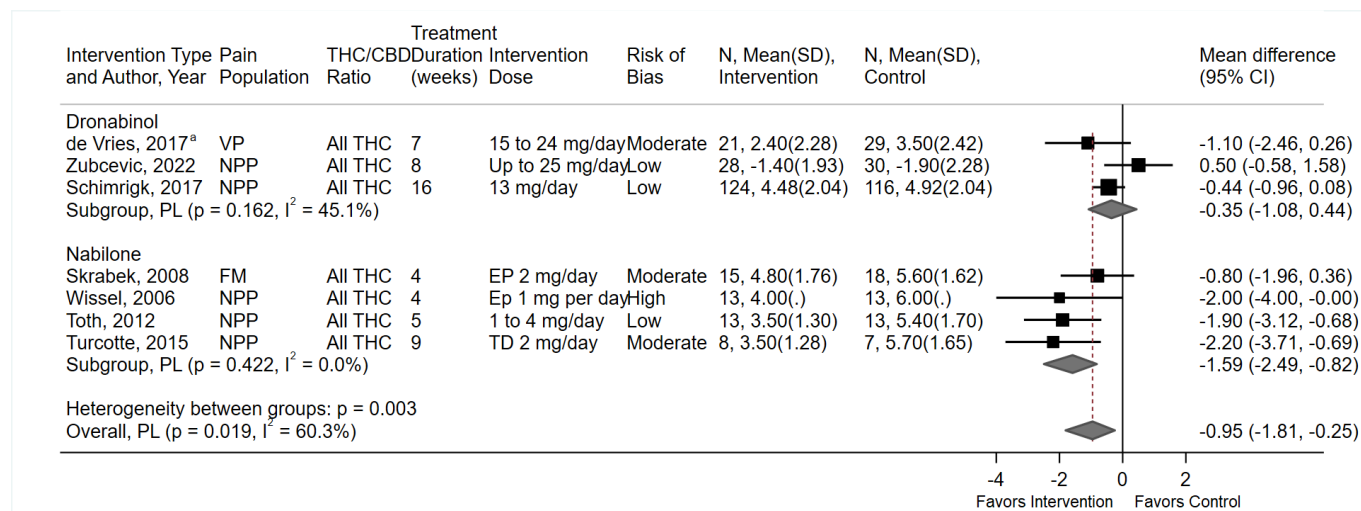 Treatment
Intervention Type Pain THC/CBD Duration Intervention Risk of N, Mean(SD), N, Mean(SD), Mean difference
and Author, Year Population Ratio (weeks) Dose Bias Intervention Control (95% CI)
Dronabinol
de Vries, 2017ᵃ VP All THC 7 15 to 24 mg/day Moderate 21, 2.40(2.28) 29, 3.50(2.42) -1.10 (-2.46, 0.26)
Zubcevic, 2022 NPP All THC 8 Up to 25 mg/day Low 28, -1.40(1.93) 30, -1.90(2.28) 0.50 (-0.58, 1.58)
Schimrigk, 2017 NPP All THC 16 13 mg/day Low 124, 4.48(2.04) 116, 4.92(2.04) -0.44 (-0.96, 0.08)
Subgroup, PL (p = 0.162, I² = 45.1%) -0.35 (-1.08, 0.44)
Nabilone
Skrabek, 2008 FM All THC 4 EP 2 mg/day Moderate 15, 4.80(1.76) 18, 5.60(1.62) -0.80 (-1.96, 0.36)
Wissel, 2006 NPP All THC 4 Ep 1 mg per day High 13, 4.00(.) 13, 6.00(.) -2.00 (-4.00, -0.00)
Toth, 2012 NPP All THC 5 1 to 4 mg/day Low 13, 3.50(1.30) 13, 5.40(1.70) -1.90 (-3.12, -0.68)
Turcotte, 2015 NPP All THC 9 TD 2 mg/day Moderate 8, 3.50(1.28) 7, 5.70(1.65) -2.20 (-3.71, -0.69)
Subgroup, PL (p = 0.422, I² = 0.0%) -1.59 (-2.49, -0.82)
Heterogeneity between groups: p = 0.003
Overall, PL (p = 0.019, I² = 60.3%) -0.95 (-1.81, -0.25)
-4 -2 0 2
Favors Intervention Favors Control